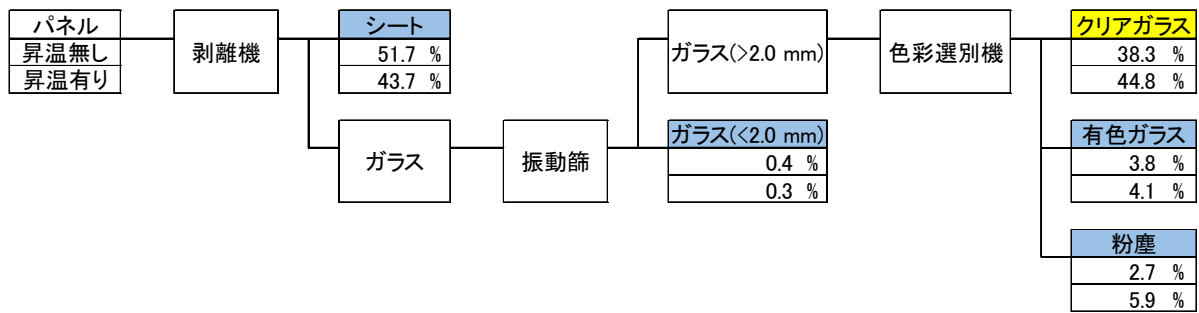 パネル
昇温無し
昇温有り
剥離機
シート
51.7 %
43.7 %
ガラス
振動篩
ガラス(>2.0 mm)
ガラス(<2.0 mm)
0.4 %
0.3 %
色彩選別機
クリアガラス
38.3 %
44.8 %
有色ガラス
3.8 %
4.1 %
粉塵
2.7 %
5.9 %